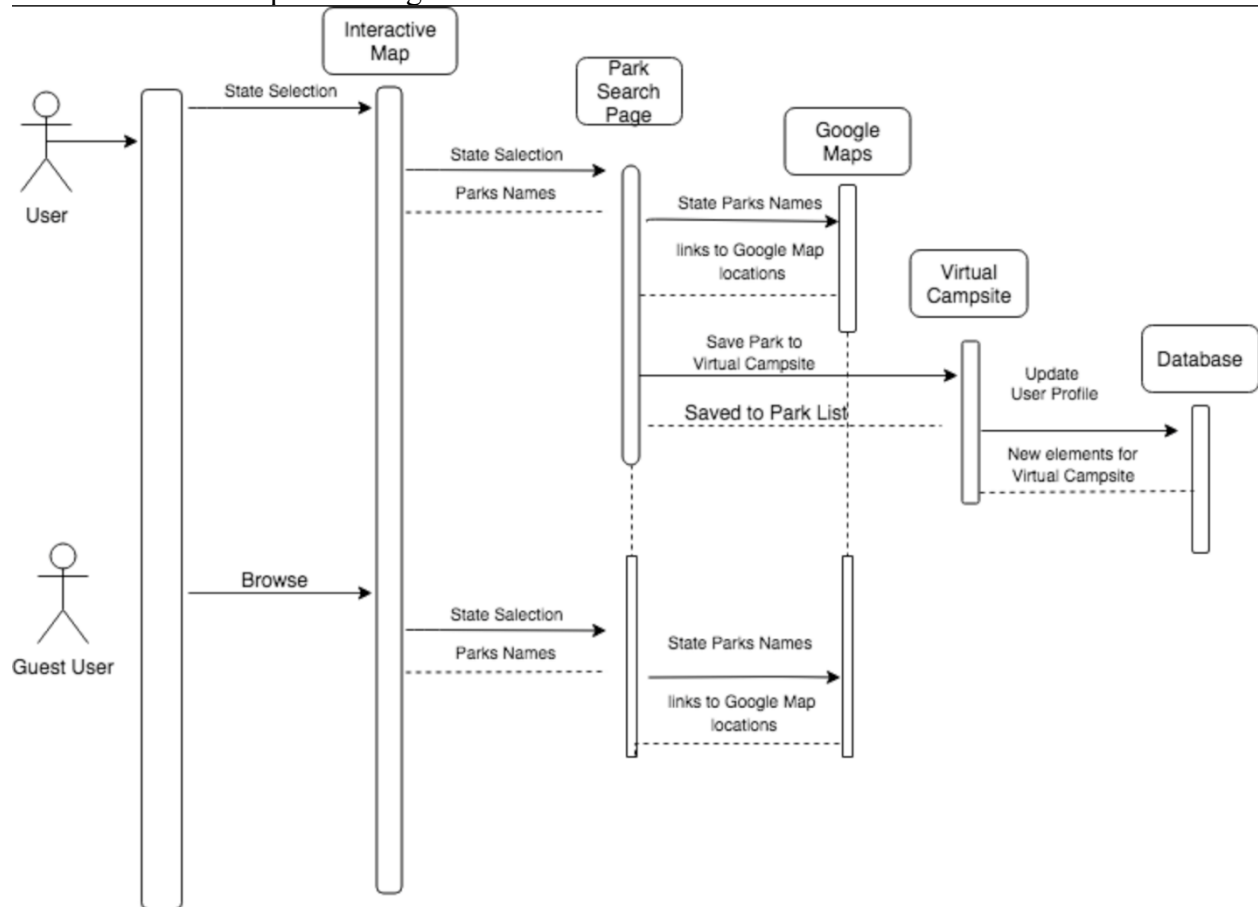 Interactive
Map
Park
Search
Page
Google
Maps
State Selection
State Salection
Parks Names
User
State Parks Names
links to Google Map
locations
Virtual
Campsite
Save Park to
Virtual Campsite
Database
Update
User Profile
Saved to Park List
New elements for
Virtual Campsite
Browse
Guest User
State Selection
Parks Names
State Parks Names
links to Google Map
locations